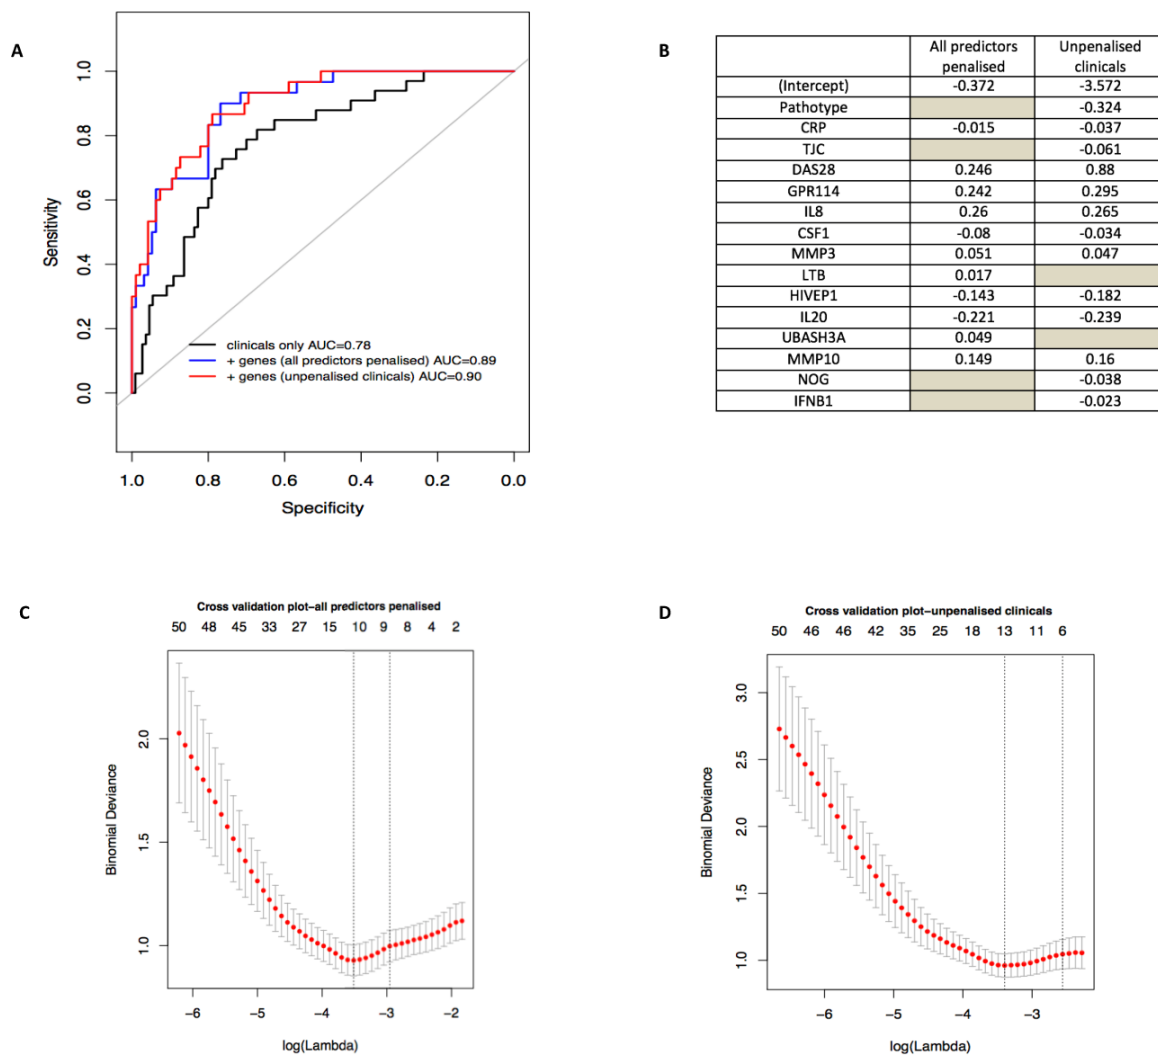 A
1.0
0.8
0.6
0.4
0.2
0.0
Sensitivity
clinicals only AUC=0.78
+ genes (all predictors penalised) AUC=0.89
+ genes (unpenalised clinicals) AUC=0.90
1.0 0.8 0.6 0.4 0.2 0.0
Specificity
B
All predictors penalised Unpenalised clinicals
(Intercept) -0.372 -3.572
Pathotype -0.324
CRP -0.015 -0.037
TJC -0.061
DAS28 0.246 0.88
GPR114 0.242 0.295
IL8 0.26 0.265
CSF1 -0.08 -0.034
MMP3 0.051 0.047
LTB 0.017
HIVEP1 -0.143 -0.182
IL20 -0.221 -0.239
UBASH3A 0.049
MMP10 0.149 0.16
NOG -0.038
IFNB1 -0.023
C
Cross validation plot-all predictors penalised
50 48 45 33 27 15 10 9 8 4 2
2.0
1.5
1.0
Binomial Deviance
-6 -5 -4 -3 -2
log(Lambda)
D
Cross validation plot-unpenalised clinicals
50 46 46 42 35 25 18 13 11 6
3.0
2.5
2.0
1.5
1.0
Binomial Deviance
-6 -5 -4 -3
log(Lambda)